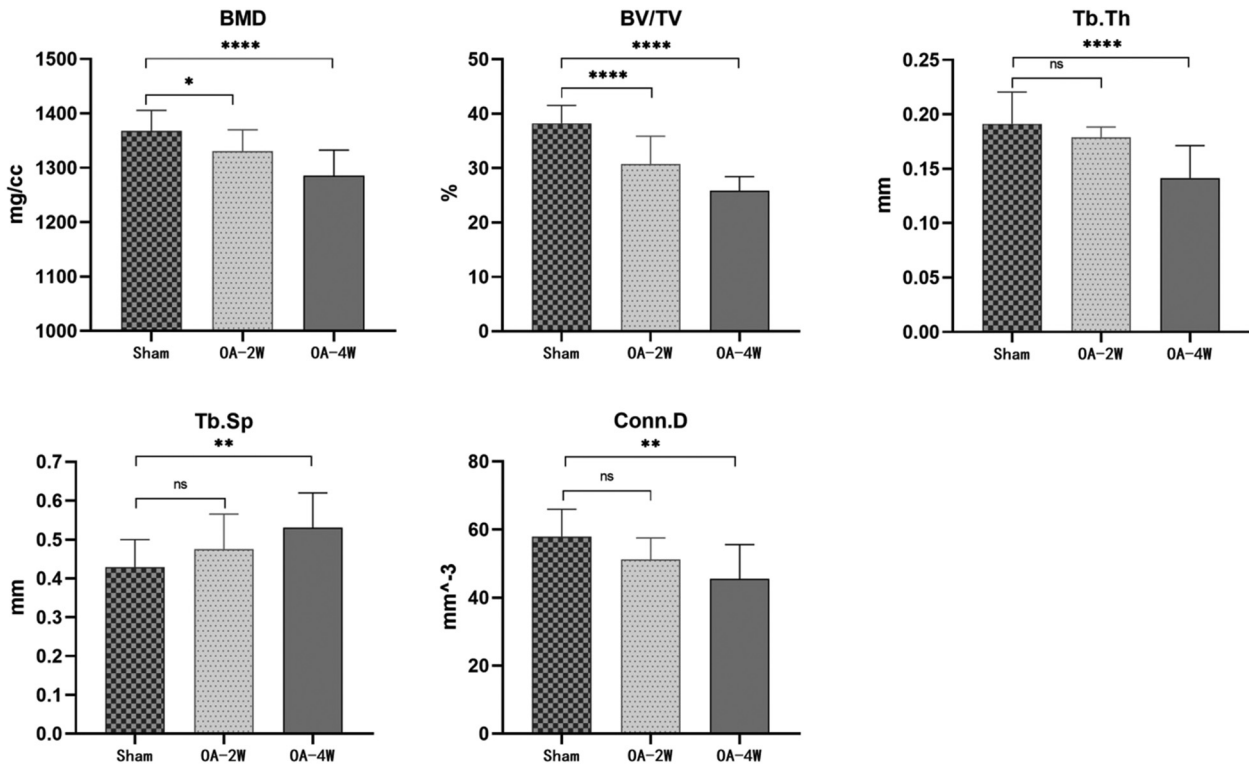 BMD
****
*
1500
1400
1300
1200
1100
1000
mg/cc
Sham
OA-2W
OA-4W
BV/TV
****
****
50
40
30
20
10
0
%
Sham
OA-2W
OA-4W
Tb.Th
****
ns
0.25
0.20
0.15
0.10
0.05
0.00
mm
Sham
OA-2W
OA-4W
Tb.Sp
**
ns
0.7
0.6
0.5
0.4
0.3
0.2
0.1
0.0
mm
Sham
OA-2W
OA-4W
Conn.D
**
ns
80
60
40
20
0
mm^-3
Sham
OA-2W
OA-4W